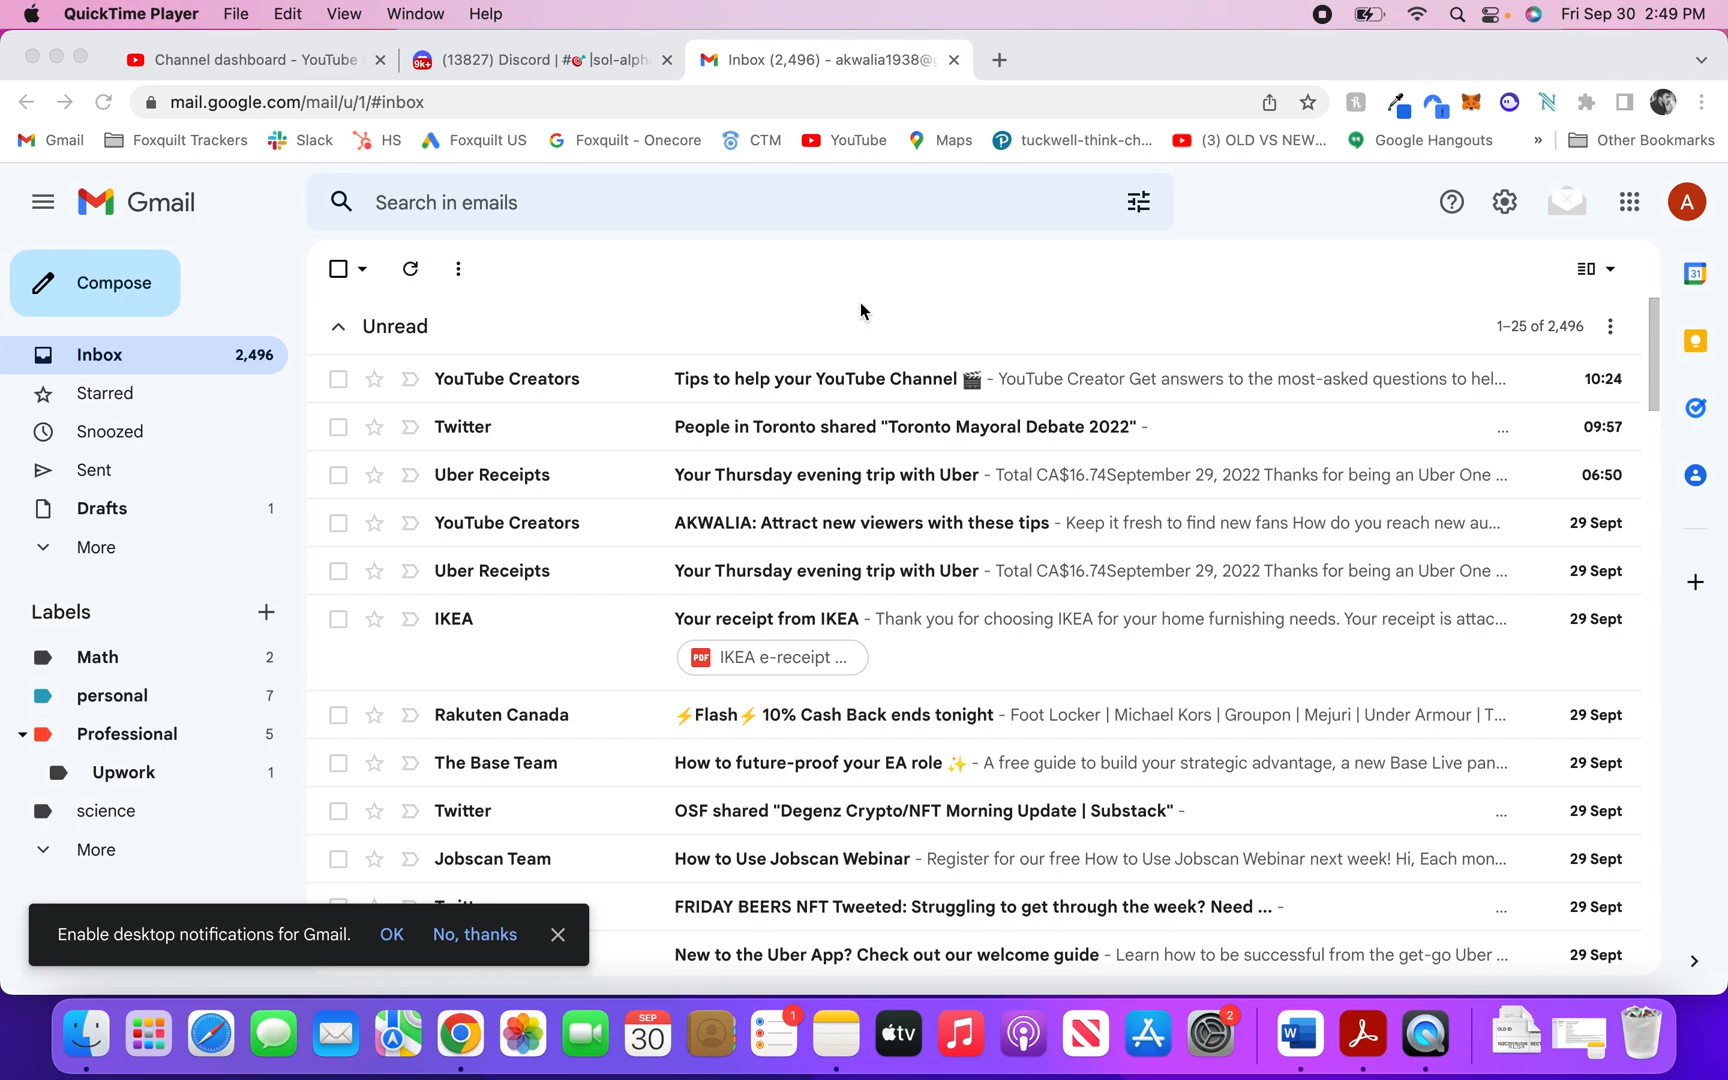 QuickTime Player File Edit View Window Help Fri Sep 30 2:49 PM
Channel dashboard - YouTube (13827) Discord | #🎯|sol-alph Inbox (2,496) - akwalia1938@g
mail.google.com/mail/u/1/#inbox
Gmail Foxquilt Trackers Slack HS Foxquilt US Foxquilt - Onecore CTM YouTube Maps tuckwell-think-ch... (3) OLD VS NEW... Google Hangouts » Other Bookmarks
Gmail Search in emails A
Compose
Unread 1–25 of 2,496
Inbox 2,496
YouTube Creators Tips to help your YouTube Channel 🎬 - YouTube Creator Get answers to the most-asked questions to hel... 10:24
Starred
Twitter People in Toronto shared "Toronto Mayoral Debate 2022" - ... 09:57
Snoozed
Sent
Uber Receipts Your Thursday evening trip with Uber - Total CA$16.74September 29, 2022 Thanks for being an Uber One ... 06:50
Drafts 1
YouTube Creators AKWALIA: Attract new viewers with these tips - Keep it fresh to find new fans How do you reach new au... 29 Sept
More
Uber Receipts Your Thursday evening trip with Uber - Total CA$16.74September 29, 2022 Thanks for being an Uber One ... 29 Sept
Labels
IKEA Your receipt from IKEA - Thank you for choosing IKEA for your home furnishing needs. Your receipt is attac... 29 Sept
Math 2
PDF IKEA e-receipt ...
personal 7
Rakuten Canada ⚡Flash⚡ 10% Cash Back ends tonight - Foot Locker | Michael Kors | Groupon | Mejuri | Under Armour | T... 29 Sept
Professional 5
The Base Team How to future-proof your EA role ✨ - A free guide to build your strategic advantage, a new Base Live pan... 29 Sept
Upwork 1
science
Twitter OSF shared "Degenz Crypto/NFT Morning Update | Substack" - ... 29 Sept
More
Jobscan Team How to Use Jobscan Webinar - Register for our free How to Use Jobscan Webinar next week! Hi, Each mon... 29 Sept
FRIDAY BEERS NFT Tweeted: Struggling to get through the week? Need ... - ... 29 Sept
Enable desktop notifications for Gmail. OK No, thanks
New to the Uber App? Check out our welcome guide - Learn how to be successful from the get-go Uber ... 29 Sept
SEP 30 1 tv 2